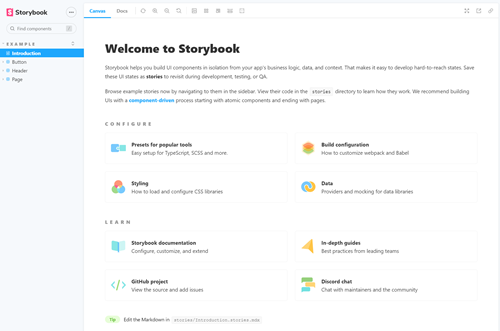 Storybook
Canvas Docs
Find components
EXAMPLE
Introduction
Button
Header
Page
Welcome to Storybook
Storybook helps you build UI components in isolation from your app's business logic, data, and context. That makes it easy to develop hard-to-reach states. Save
these UI states as stories to revisit during development, testing, or QA.
Browse example stories now by navigating to them in the sidebar. View their code in the stories directory to learn how they work. We recommend building
UIs with a component-driven process starting with atomic components and ending with pages.
CONFIGURE
Presets for popular tools
Easy setup for TypeScript, SCSS and more
Build configuration
How to customize webpack and Babel
Styling
How to load and configure CSS libraries
Data
Providers and mocking for data libraries
LEARN
Storybook documentation
Configure, customize, and extend
In-depth guides
Best practices from leading teams
GitHub project
View the source and add issues
Discord chat
Chat with maintainers and the community
Tip Edit the Markdown in stories/Introduction.stories.mdx